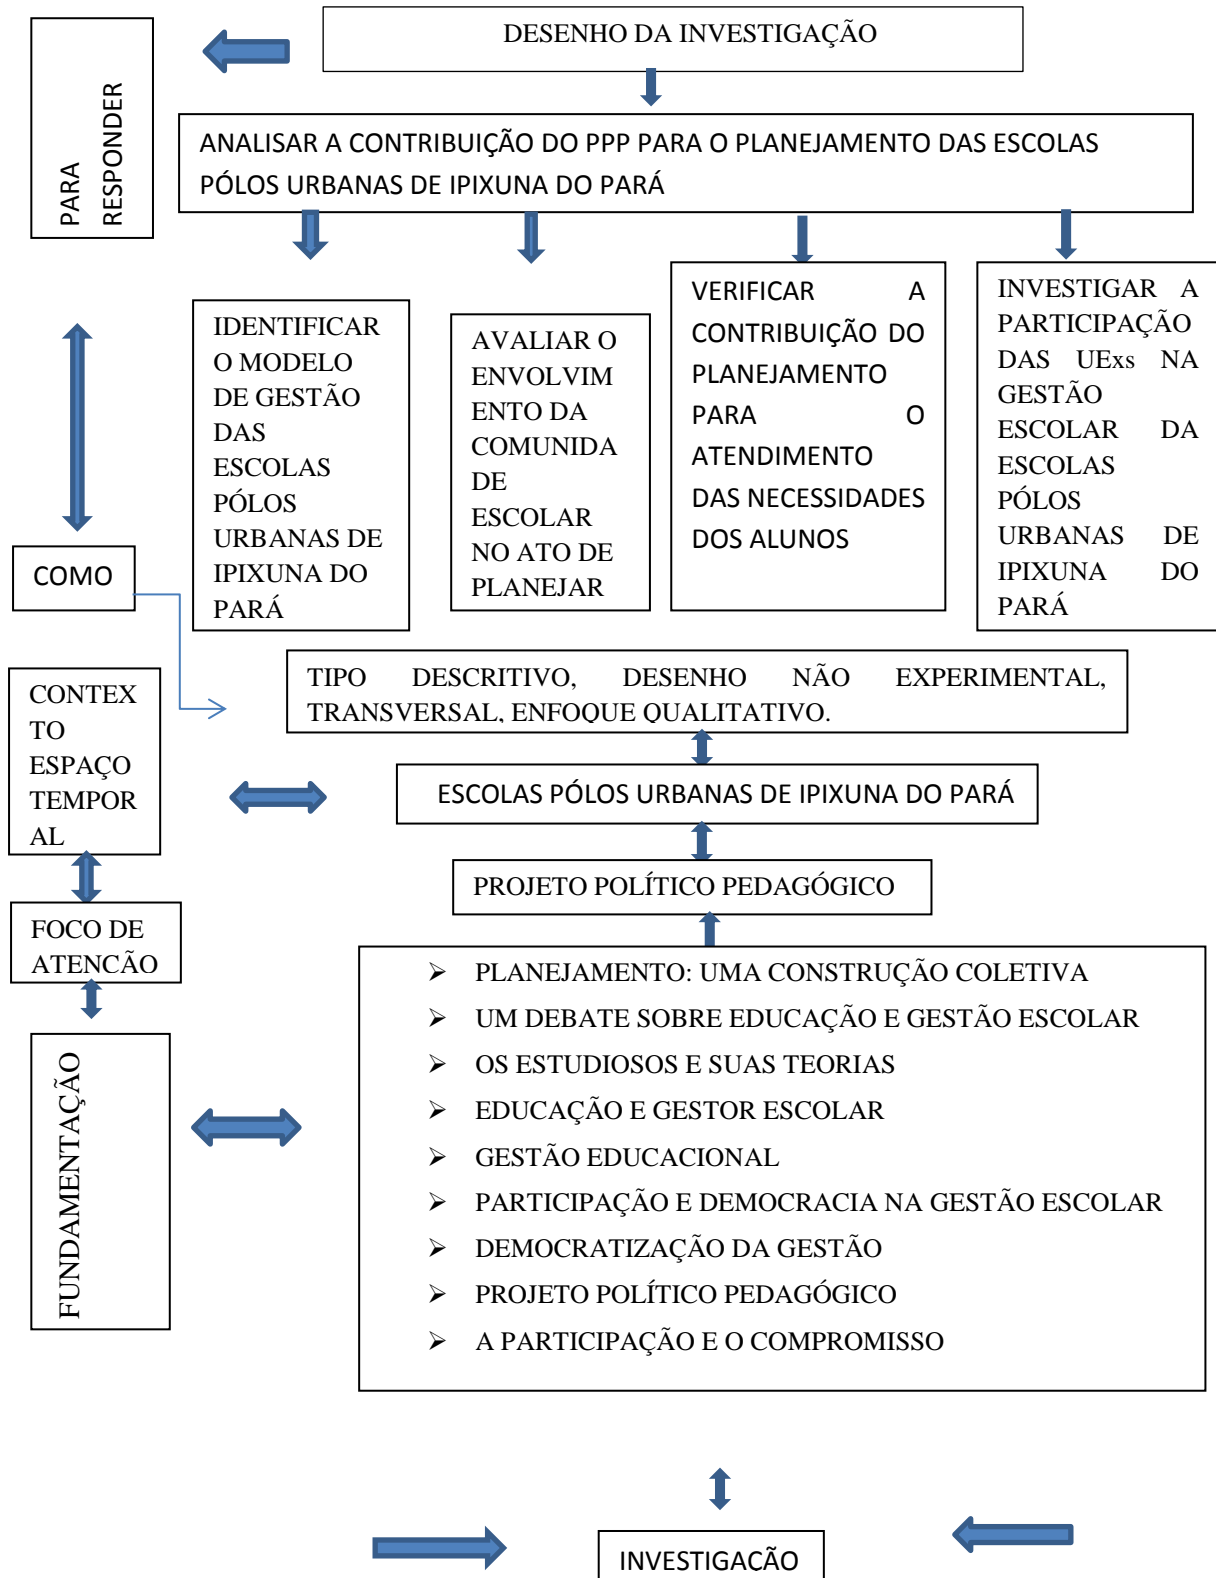 DESENHO DA INVESTIGAÇÃO
PARA
RESPONDER
ANALISAR A CONTRIBUIÇÃO DO PPP PARA O PLANEJAMENTO DAS ESCOLAS
PÓLOS URBANAS DE IPIXUNA DO PARÁ
IDENTIFICAR
O MODELO
DE GESTÃO
DAS
ESCOLAS
PÓLOS
URBANAS DE
IPIXUNA DO
PARÁ
AVALIAR O
ENVOLVIM
ENTO DA
COMUNIDA
DE
ESCOLAR
NO ATO DE
PLANEJAR
VERIFICAR A
CONTRIBUIÇÃO DO
PLANEJAMENTO
PARA O
ATENDIMENTO
DAS NECESSIDADES
DOS ALUNOS
INVESTIGAR A
PARTICIPAÇÃO
DAS UExs NA
GESTÃO
ESCOLAR DA
ESCOLAS
PÓLOS
URBANAS DE
IPIXUNA DO
PARÁ
COMO
TIPO DESCRITIVO, DESENHO NÃO EXPERIMENTAL,
TRANSVERSAL, ENFOQUE QUALITATIVO.
CONTEX
TO
ESPAÇO
TEMPOR
AL
ESCOLAS PÓLOS URBANAS DE IPIXUNA DO PARÁ
PROJETO POLÍTICO PEDAGÓGICO
FOCO DE
ATENCÃO
FUNDAMENTAÇÃO
➢ PLANEJAMENTO: UMA CONSTRUÇÃO COLETIVA
➢ UM DEBATE SOBRE EDUCAÇÃO E GESTÃO ESCOLAR
➢ OS ESTUDIOSOS E SUAS TEORIAS
➢ EDUCAÇÃO E GESTOR ESCOLAR
➢ GESTÃO EDUCACIONAL
➢ PARTICIPAÇÃO E DEMOCRACIA NA GESTÃO ESCOLAR
➢ DEMOCRATIZAÇÃO DA GESTÃO
➢ PROJETO POLÍTICO PEDAGÓGICO
➢ A PARTICIPAÇÃO E O COMPROMISSO
INVESTIGAÇÃO